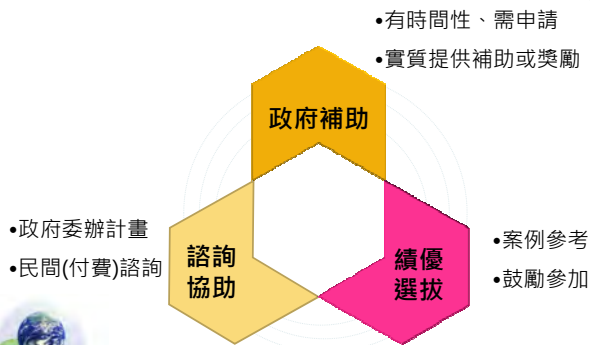 •有時間性、需申請
•實質提供補助或獎勵
政府補助
•政府委辦計畫
•民間(付費)諮詢
諮詢
協助
績優
選拔
•案例參考
•鼓勵參加